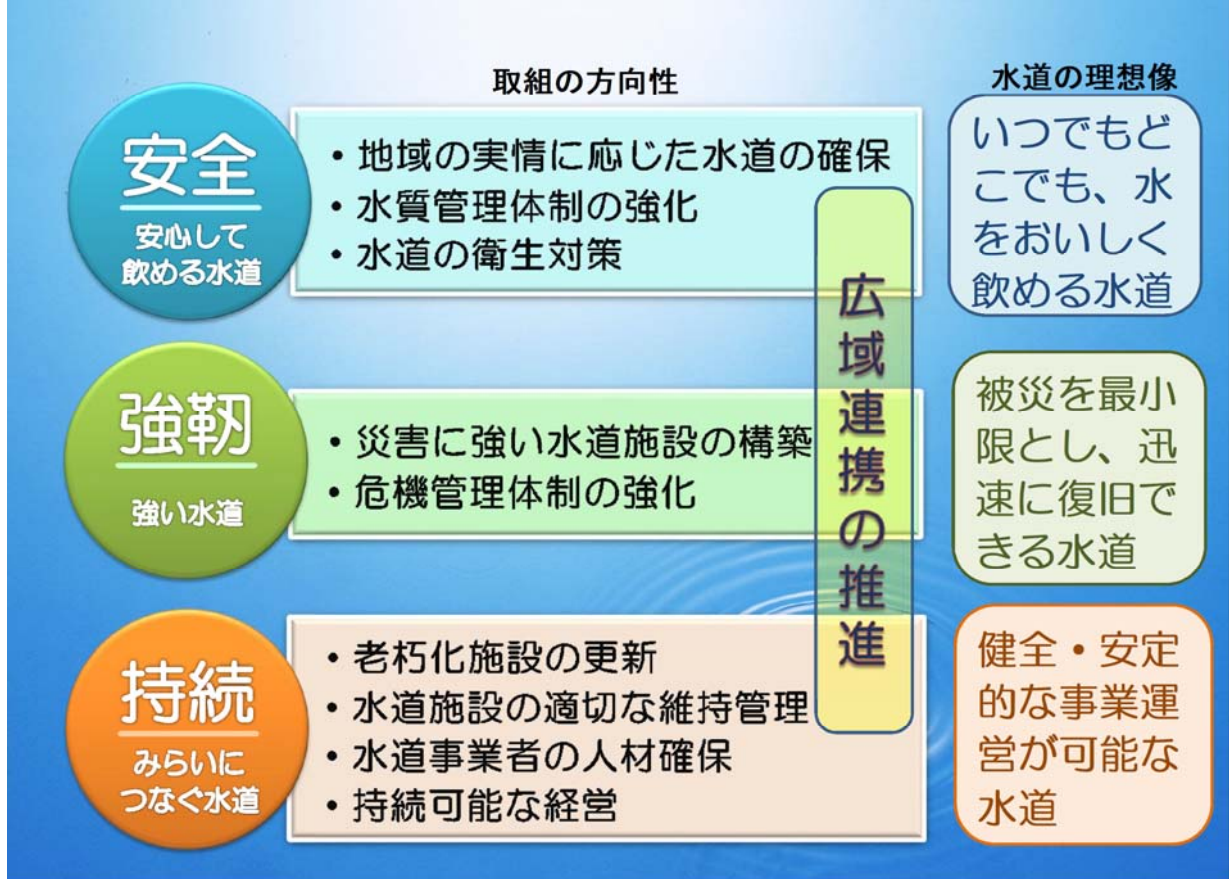 取組の方向性
水道の理想像
安全
安心して
飲める水道
・地域の実情に応じた水道の確保
・水質管理体制の強化
・水道の衛生対策
いつでもど
こでも、水
をおいしく
飲める水道
強靭
強い水道
・災害に強い水道施設の構築
・危機管理体制の強化
被災を最小
限とし、迅
速に復旧で
きる水道
持続
みらいに
つなぐ水道
・老朽化施設の更新
・水道施設の適切な維持管理
・水道事業者の人材確保
・持続可能な経営
健全・安定
的な事業運
営が可能な
水道
広域連携の推進